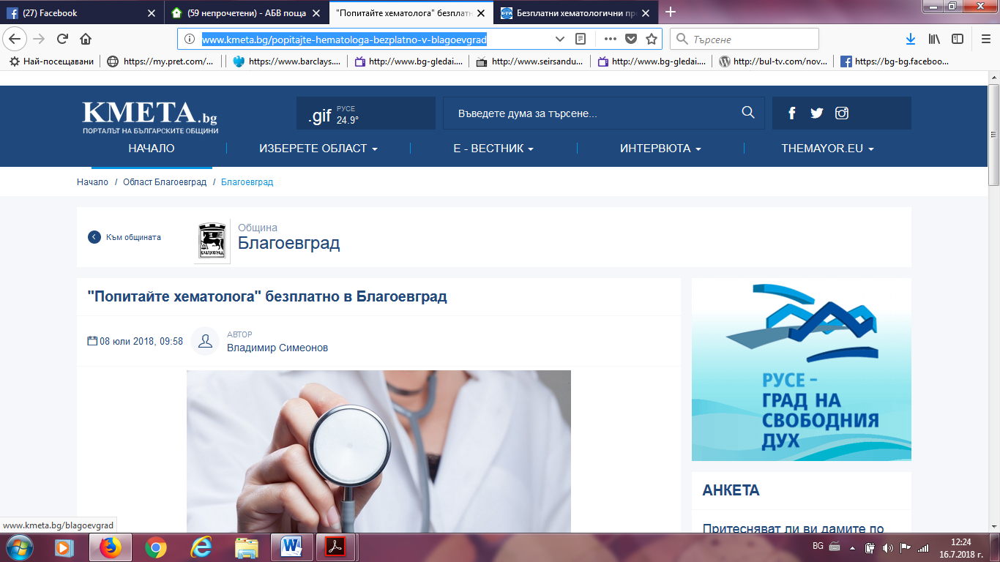 (27) Facebook
(59 непрочетени) - АБВ поща
"Попитайте хематолога" безплатн
БТА
Безплатни хематологични пре
www.kmeta.bg/popitajte-hematologa-bezplatno-v-blagoevgrad
Търсене
Най-посещавани
https://my.pret.com/...
https://www.barclays....
http://www.bg-gledai....
http://www.seirsandu...
http://www.bg-gledai....
http://bul-tv.com/nov...
https://bg-bg.faceboo...
KMETA.bg
ПОРТАЛЪТ НА БЪЛГАРСКИТЕ ОБЩИНИ
.gif
РУСЕ
24.9°
Въведете дума за търсене...
НАЧАЛО
ИЗБЕРЕТЕ ОБЛАСТ
Е - ВЕСТНИК
ИНТЕРВЮТА
THEMAYOR.EU
Начало / Област Благоевград / Благоевград
Към общината
БЛАГОЕВГРАД
Община
Благоевград
"Попитайте хематолога" безплатно в Благоевград
08 юли 2018, 09:58
АВТОР
Владимир Симеонов
РУСЕ –
ГРАД НА
СВОБОДНИЯ
ДУХ
АНКЕТА
Притесняват ли ви дамите по
www.kmeta.bg/blagoevgrad
BG
12:24
16.7.2018 г.